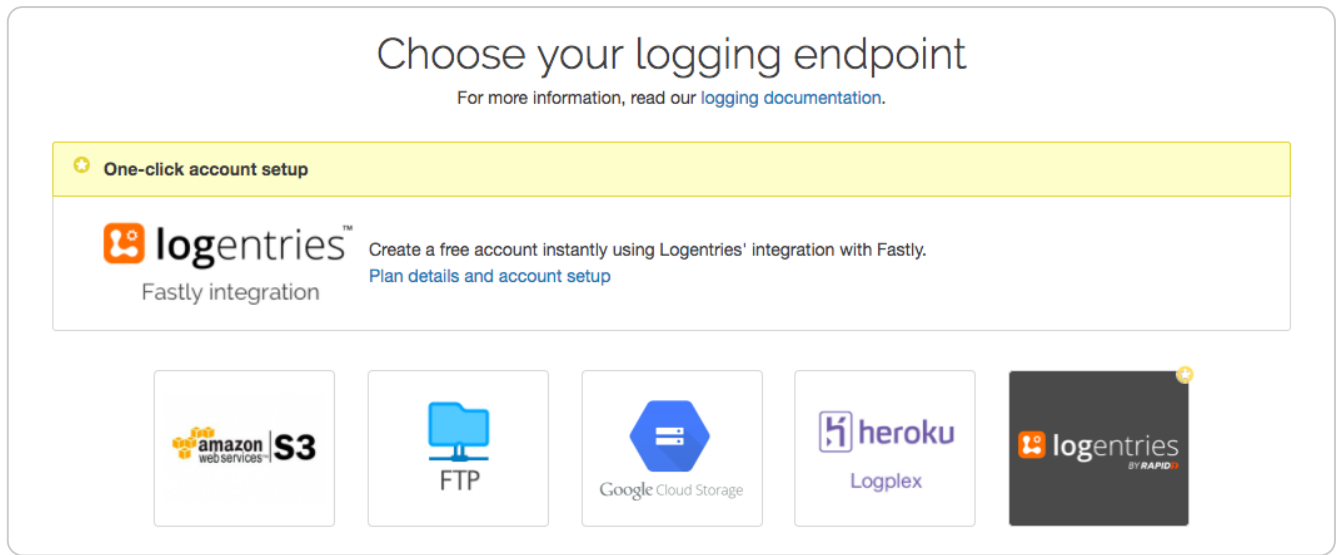 Choose your logging endpoint
For more information, read our logging documentation.
One-click account setup
logentries™
Fastly integration
Create a free account instantly using Logentries' integration with Fastly.
Plan details and account setup
amazon
web services™
S3
FTP
Google Cloud Storage
heroku
Logplex
logentries
BY RAPID7